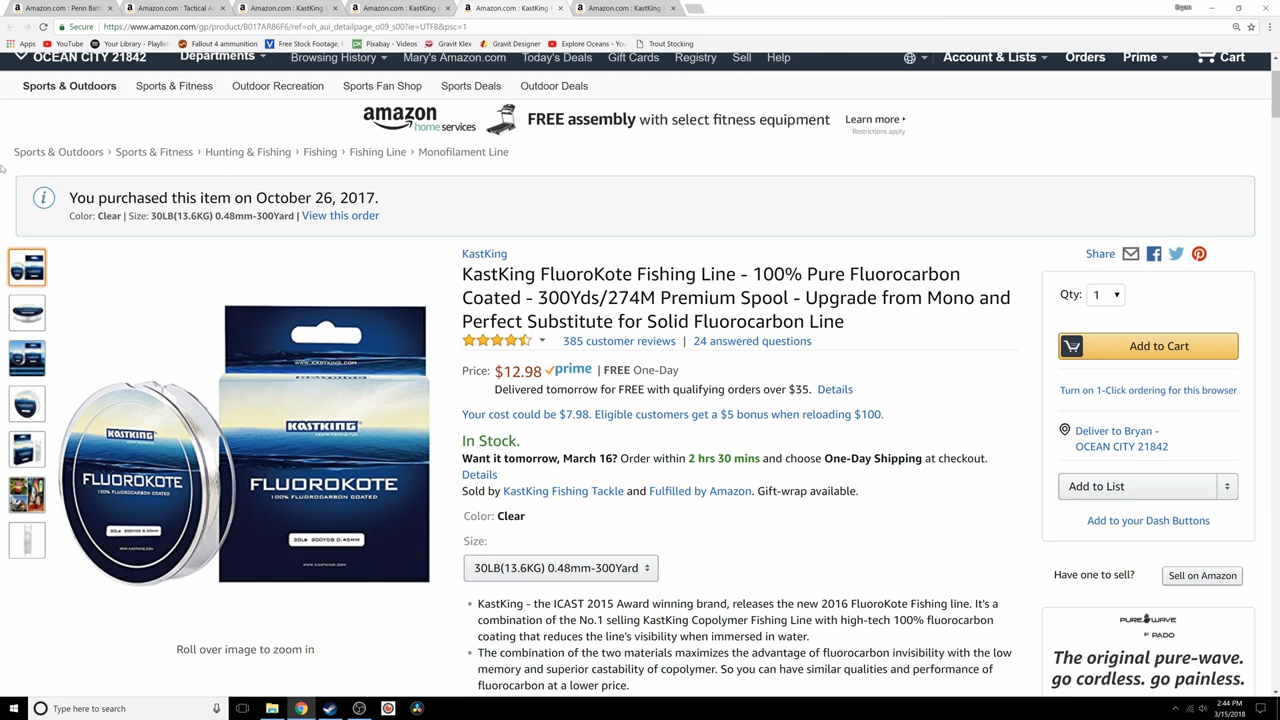 Amazon.com : Penn Batt
Amazon.com : Tactical A
Amazon.com : KastKing
Amazon.com : KastKing
Amazon.com : KastKing
Amazon.com : KastKing
Bryan
Secure
https://www.amazon.com/gp/product/B017AR86F6/ref=oh_aui_detailpage_o09_s00?ie=UTF8&psc=1
Apps
YouTube
Your Library - Playlist
Fallout 4 ammunition
Free Stock Footage,
Pixabay - Videos
Gravit Klex
Gravit Designer
Explore Oceans - You
Trout Stocking
OCEAN CITY 21842
Departments
Browsing History
Mary's Amazon.com
Today's Deals
Gift Cards
Registry
Sell
Help
Account & Lists
Orders
Prime
Cart
Sports & Outdoors
Sports & Fitness
Outdoor Recreation
Sports Fan Shop
Sports Deals
Outdoor Deals
amazon
home services
FREE assembly with select fitness equipment
Learn more
*Restrictions apply
Sports & Outdoors › Sports & Fitness › Hunting & Fishing › Fishing › Fishing Line › Monofilament Line
You purchased this item on October 26, 2017.
Color: Clear | Size: 30LB(13.6KG) 0.48mm-300Yard | View this order
WWW.KASTKING.COM
KASTKING
FLUOROKOTE
100% FLUOROCARBON COATED
30LB 300YDS 0.45MM
KASTKING
FLUOROKOTE
100% FLUOROCARBON COATED
30LB 300YDS 0.45MM
WWW.KASTKING.COM
Roll over image to zoom in
KastKing
KastKing FluoroKote Fishing Line - 100% Pure Fluorocarbon
Coated - 300Yds/274M Premium Spool - Upgrade from Mono and
Perfect Substitute for Solid Fluorocarbon Line
385 customer reviews | 24 answered questions
Price: $12.98 prime | FREE One-Day
Delivered tomorrow for FREE with qualifying orders over $35. Details
Your cost could be $7.98. Eligible customers get a $5 bonus when reloading $100.
In Stock.
Want it tomorrow, March 16? Order within 2 hrs 30 mins and choose One-Day Shipping at checkout.
Details
Sold by KastKing Fishing Tackle and Fulfilled by Amazon. Gift-wrap available.
Color: Clear
Size:
30LB(13.6KG) 0.48mm-300Yard
• KastKing - the ICAST 2015 Award winning brand, releases the new 2016 FluoroKote Fishing line. It's a
combination of the No.1 selling KastKing Copolymer Fishing Line with high-tech 100% fluorocarbon
coating that reduces the line's visibility when immersed in water.
• The combination of the two materials maximizes the advantage of fluorocarbon invisibility with the low
memory and superior castability of copolymer. So you can have similar qualities and performance of
fluorocarbon at a lower price.
Share
Qty: 1
Add to Cart
Turn on 1-Click ordering for this browser
Deliver to Bryan -
OCEAN CITY 21842
Add to List
Add to your Dash Buttons
Have one to sell?
Sell on Amazon
PURE WAVE
BY PADO
The original pure-wave.
go cordless. go painless.
Type here to search
2:44 PM
3/15/2018